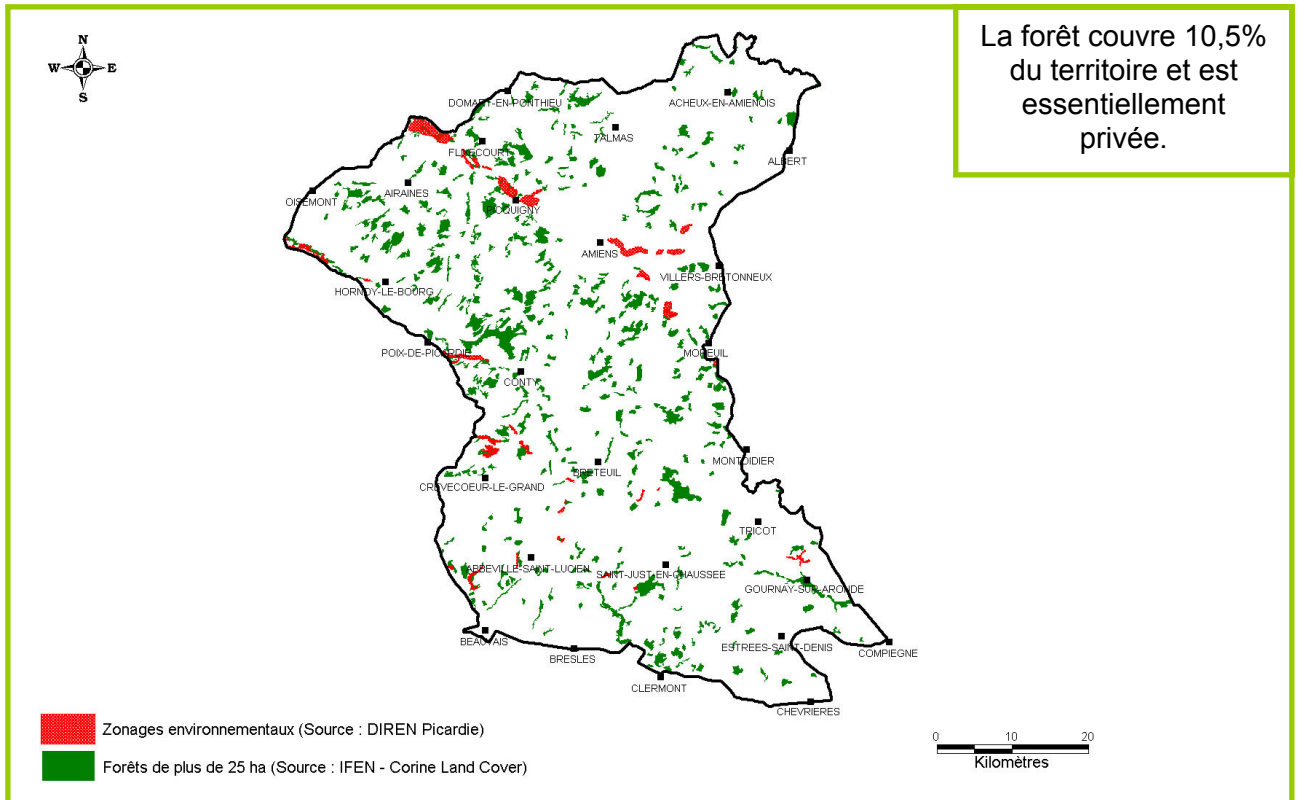 La forêt couvre 10,5%
du territoire et est
essentiellement
privée.
N
W E
S
DOMART-EN-PONTHIEU
ACHEUX-EN-AMIENOIS
TALMAS
FLIXECOURT
ALBERT
AIRAINES
OISEMONT
PICQUIGNY
AMIENS
VILLERS-BRETONNEUX
HORNOY-LE-BOURG
POIX-DE-PICARDIE
MOREUIL
CONTY
MONTDIDIER
BRETEUIL
CREVECOEUR-LE-GRAND
TRICOT
ABBEVILLE-SAINT-LUCIEN
SAINT-JUST-EN-CHAUSSEE
GOURNAY-SUR-ARONDE
BEAUVAIS
ESTREES-SAINT-DENIS
COMPIEGNE
BRESLES
CLERMONT
CHEVRIERES
Zonages environnementaux (Source : DIREN Picardie)
Forêts de plus de 25 ha (Source : IFEN - Corine Land Cover)
0 10 20
Kilomètres